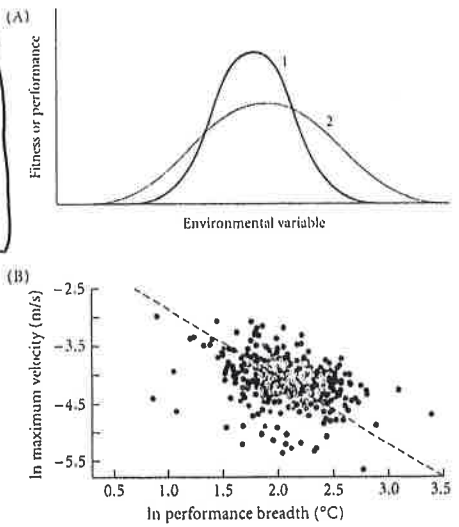 (A)
Fitness or performance
1
2
Environmental variable
(B)
ln maximum velocity (m/s)
−2.5
−3.5
−4.5
−5.5
0.5 1.0 1.5 2.0 2.5 3.0 3.5
ln performance breadth (°C)